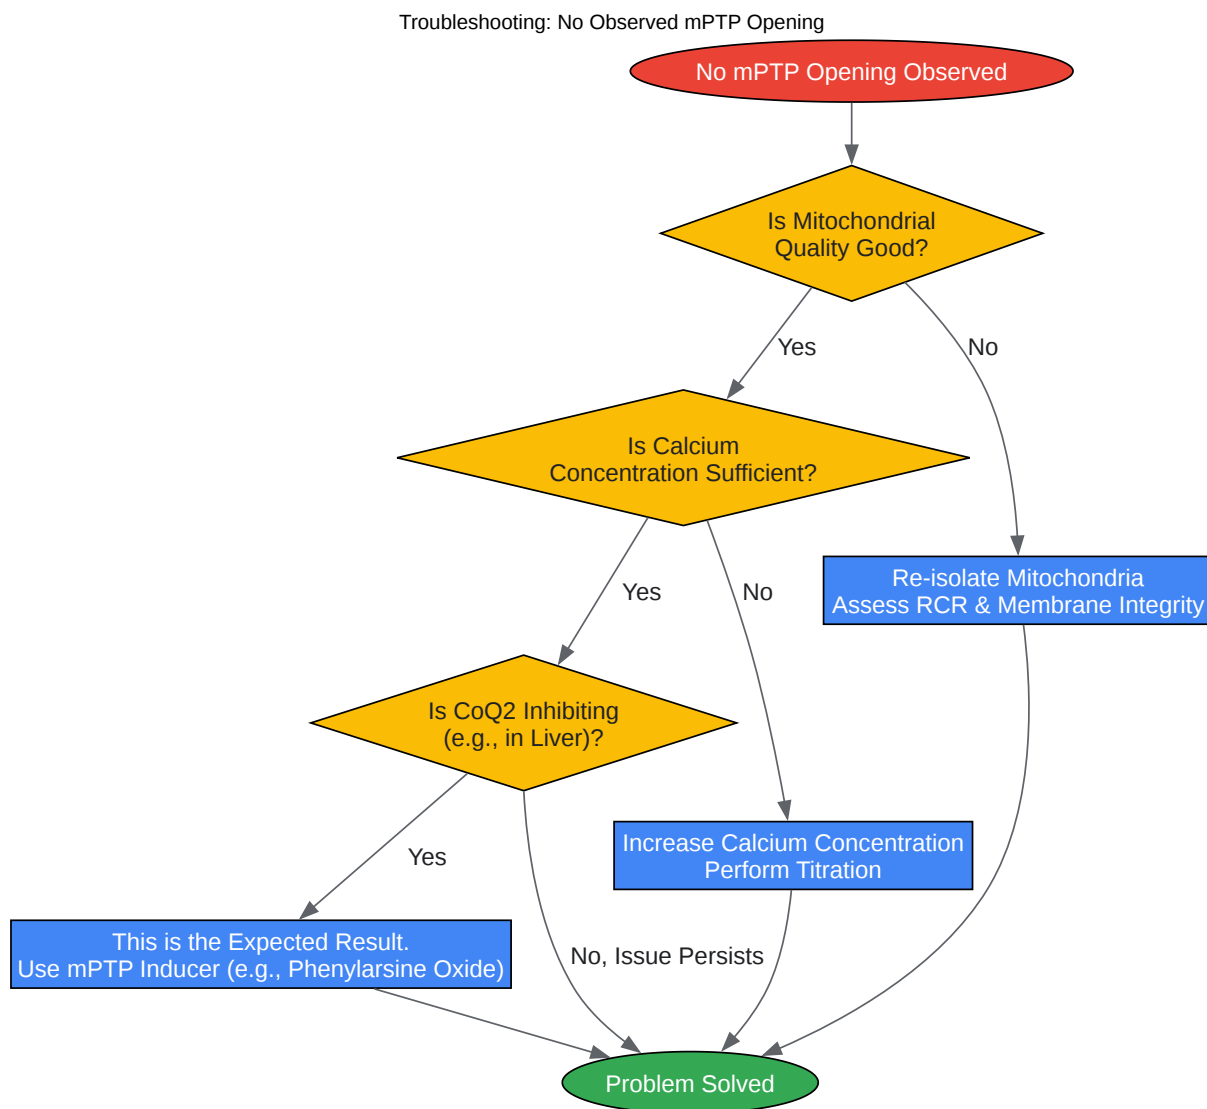 Troubleshooting: No Observed mPTP Opening
No mPTP Opening Observed
Is Mitochondrial
Quality Good?
Yes
No
Is Calcium
Concentration Sufficient?
Re-isolate Mitochondria
Assess RCR & Membrane Integrity
Yes
No
Is CoQ2 Inhibiting
(e.g., in Liver)?
Increase Calcium Concentration
Perform Titration
Yes
This is the Expected Result.
Use mPTP Inducer (e.g., Phenylarsine Oxide)
No, Issue Persists
Problem Solved